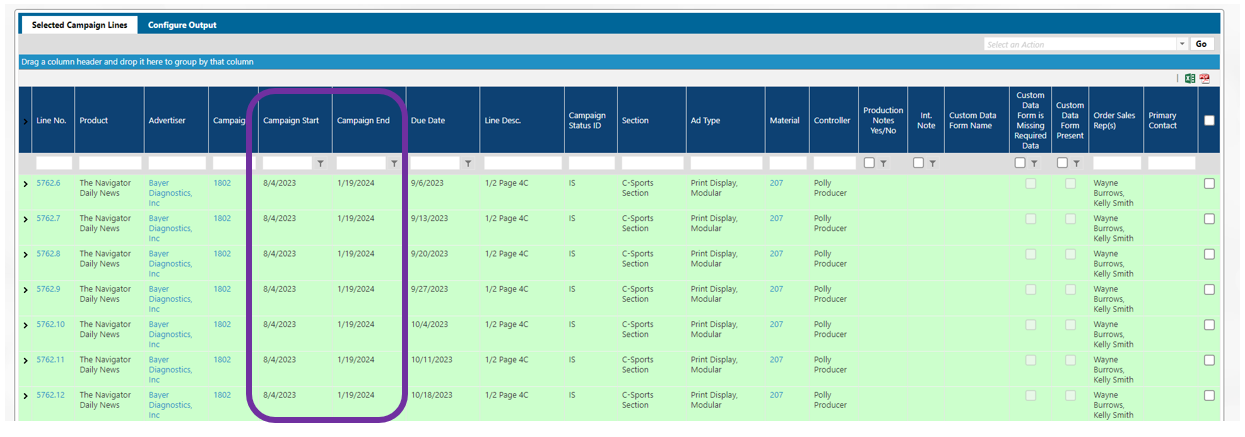 Selected Campaign Lines Configure Output
Select an Action Go
Drag a column header and drop it here to group by that column
Line No. Product Advertiser Campaign Campaign Start Campaign End Due Date Line Desc. Campaign Status ID Section Ad Type Material Controller Production Notes Yes/No Int. Note Custom Data Form Name Custom Data Form is Missing Required Data Custom Data Form Present Order Sales Rep(s) Primary Contact
5762.6 The Navigator Daily News Bayer Diagnostics, Inc 1802 8/4/2023 1/19/2024 9/6/2023 1/2 Page 4C IS C-Sports Section Print Display, Modular 207 Polly Producer Wayne Burrows, Kelly Smith
5762.7 The Navigator Daily News Bayer Diagnostics, Inc 1802 8/4/2023 1/19/2024 9/13/2023 1/2 Page 4C IS C-Sports Section Print Display, Modular 207 Polly Producer Wayne Burrows, Kelly Smith
5762.8 The Navigator Daily News Bayer Diagnostics, Inc 1802 8/4/2023 1/19/2024 9/20/2023 1/2 Page 4C IS C-Sports Section Print Display, Modular 207 Polly Producer Wayne Burrows, Kelly Smith
5762.9 The Navigator Daily News Bayer Diagnostics, Inc 1802 8/4/2023 1/19/2024 9/27/2023 1/2 Page 4C IS C-Sports Section Print Display, Modular 207 Polly Producer Wayne Burrows, Kelly Smith
5762.10 The Navigator Daily News Bayer Diagnostics, Inc 1802 8/4/2023 1/19/2024 10/4/2023 1/2 Page 4C IS C-Sports Section Print Display, Modular 207 Polly Producer Wayne Burrows, Kelly Smith
5762.11 The Navigator Daily News Bayer Diagnostics, Inc 1802 8/4/2023 1/19/2024 10/11/2023 1/2 Page 4C IS C-Sports Section Print Display, Modular 207 Polly Producer Wayne Burrows, Kelly Smith
5762.12 The Navigator Daily News Bayer Diagnostics, Inc 1802 8/4/2023 1/19/2024 10/18/2023 1/2 Page 4C IS C-Sports Section Print Display, Modular 207 Polly Producer Wayne Burrows, Kelly Smith